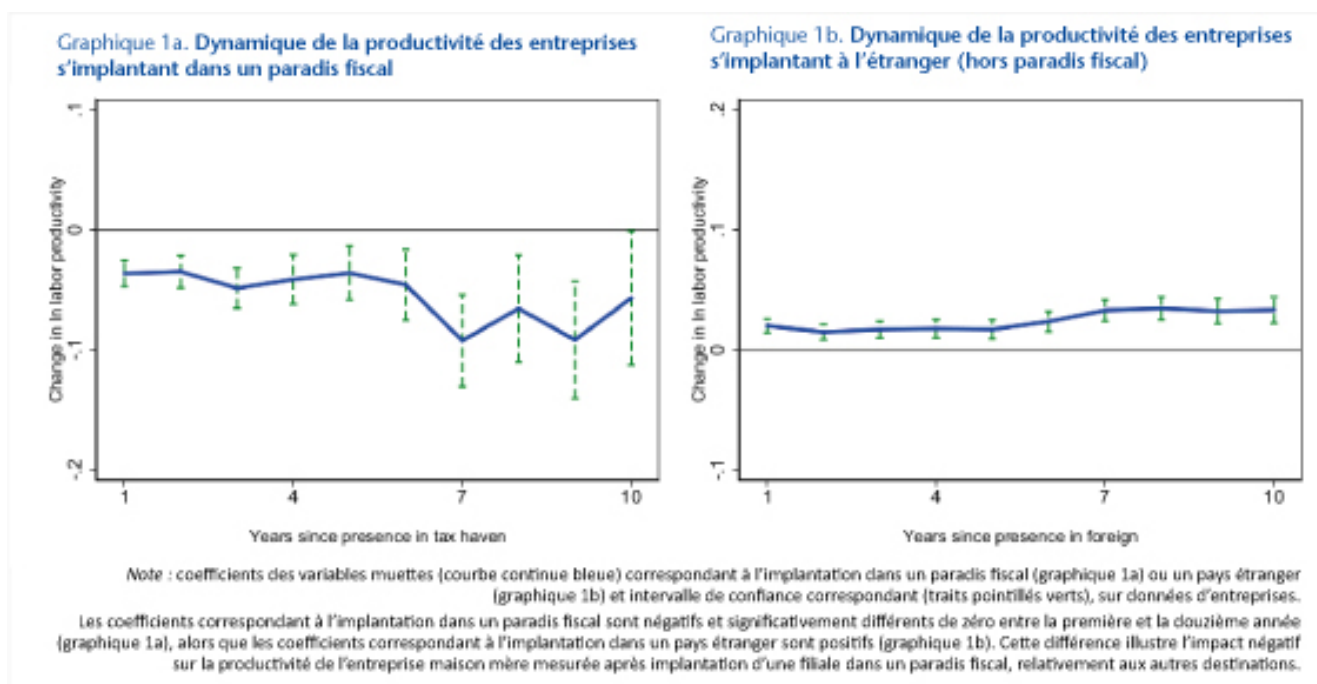 Graphique 1a. Dynamique de la productivité des entreprises
s'implantant dans un paradis fiscal
.1
0
-.1
-.2
Change in ln labor productivity
1
4
7
10
Years since presence in tax haven
Graphique 1b. Dynamique de la productivité des entreprises
s'implantant à l'étranger (hors paradis fiscal)
.2
.1
0
-.1
Change in ln labor productivity
1
4
7
10
Years since presence in foreign
Note : coefficients des variables muettes (courbe continue bleue) correspondant à l'implantation dans un paradis fiscal (graphique 1a) ou un pays étranger
(graphique 1b) et intervalle de confiance correspondant (traits pointillés verts), sur données d'entreprises.
Les coefficients correspondant à l'implantation dans un paradis fiscal sont négatifs et significativement différents de zéro entre la première et la douzième année
(graphique 1a), alors que les coefficients correspondant à l'implantation dans un pays étranger sont positifs (graphique 1b). Cette différence illustre l'impact négatif
sur la productivité de l'entreprise maison mère mesurée après implantation d'une filiale dans un paradis fiscal, relativement aux autres destinations.